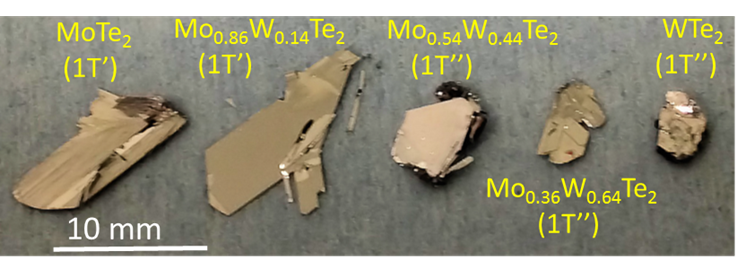 MoTe₂
(1T’)
Mo₀.₈₆W₀.₁₄Te₂
(1T’)
Mo₀.₅₄W₀.₄₄Te₂
(1T’’)
WTe₂
(1T’’)
Mo₀.₃₆W₀.₆₄Te₂
(1T’’)
10 mm